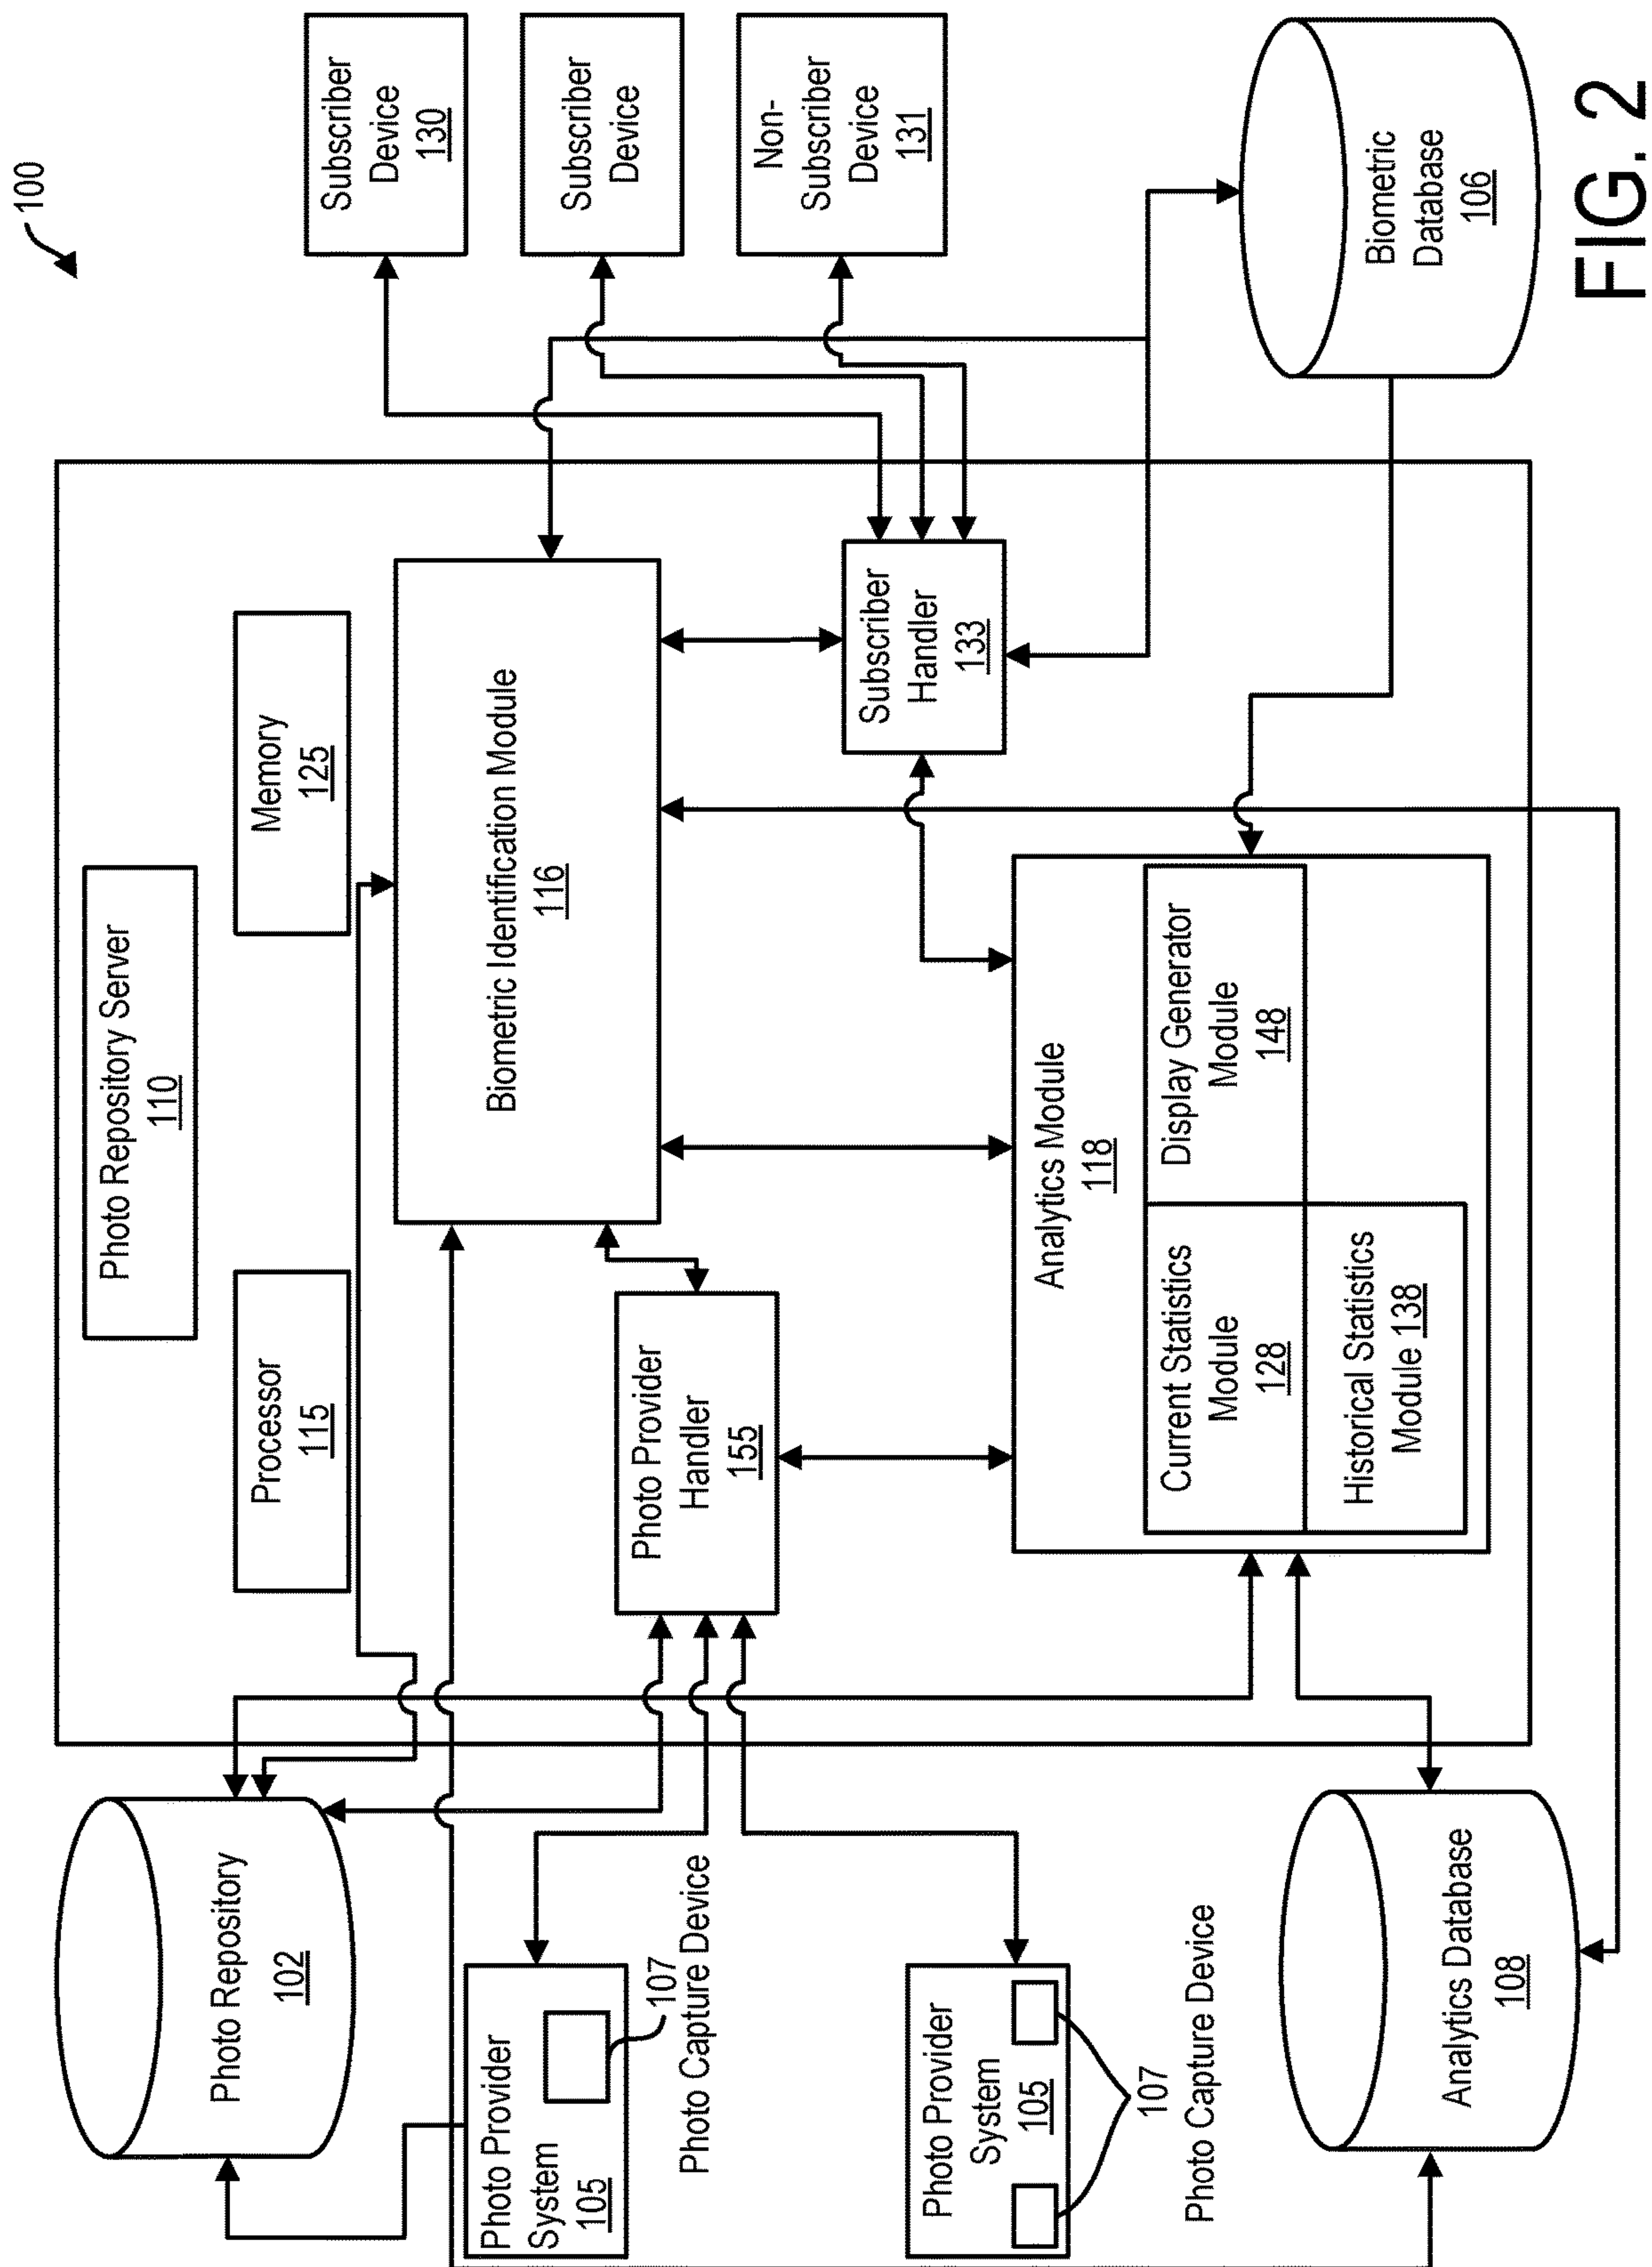 100
Photo Repository Server
110
Processor
115
Memory
125
Photo Repository
102
Subscriber
Device
130
Biometric Identification Module
116
Subscriber
Device
Photo Provider
System
105
107
Photo Capture Device
Photo Provider
Handler
155
Subscriber
Handler
133
Non-
Subscriber
Device
131
Photo Provider
System
105
107
Photo Capture Device
Analytics Module
118
Current Statistics
Module
128
Display Generator
Module
148
Historical Statistics
Module 138
Analytics Database
108
Biometric
Database
106
FIG. 2